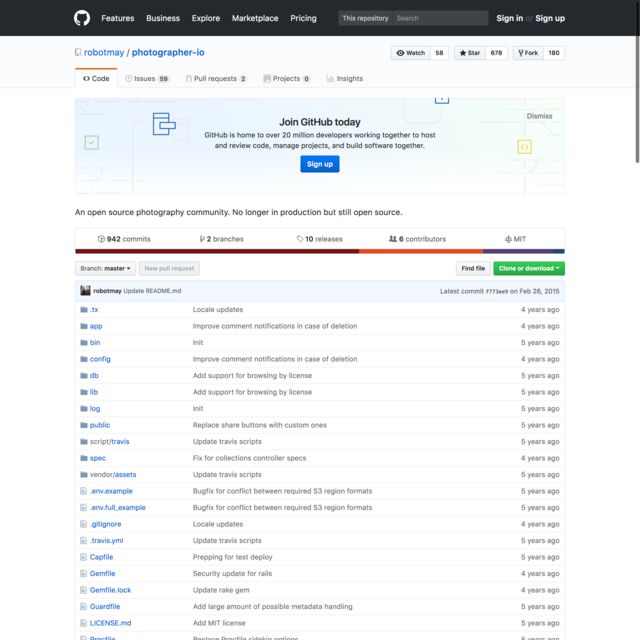 Features Business Explore Marketplace Pricing This repository Search Sign in or Sign up
robotmay / photographer-io Watch 58 Star 678 Fork 180
Code Issues 59 Pull requests 2 Projects 0 Insights
Join GitHub today
Dismiss
GitHub is home to over 20 million developers working together to host
and review code, manage projects, and build software together.
Sign up
An open source photography community. No longer in production but still open source.
942 commits 2 branches 10 releases 6 contributors MIT
Branch: master New pull request Find file Clone or download
robotmay Update README.md Latest commit f773ee9 on Feb 26, 2015
.tx Locale updates 4 years ago
app Improve comment notifications in case of deletion 4 years ago
bin Init 5 years ago
config Improve comment notifications in case of deletion 4 years ago
db Add support for browsing by license 5 years ago
lib Add support for browsing by license 5 years ago
log Init 5 years ago
public Replace share buttons with custom ones 5 years ago
script/travis Update travis scripts 5 years ago
spec Fix for collections controller specs 4 years ago
vendor/assets Update travis scripts 5 years ago
.env.example Bugfix for conflict between required S3 region formats 5 years ago
.env.full_example Bugfix for conflict between required S3 region formats 5 years ago
.gitignore Locale updates 4 years ago
.travis.yml Update travis scripts 5 years ago
Capfile Prepping for test deploy 5 years ago
Gemfile Security update for rails 4 years ago
Gemfile.lock Update rake gem 4 years ago
Guardfile Add large amount of possible metadata handling 5 years ago
LICENSE.md Add MIT license 5 years ago
Procfile Replace Procfile sidekiq options 5 years ago